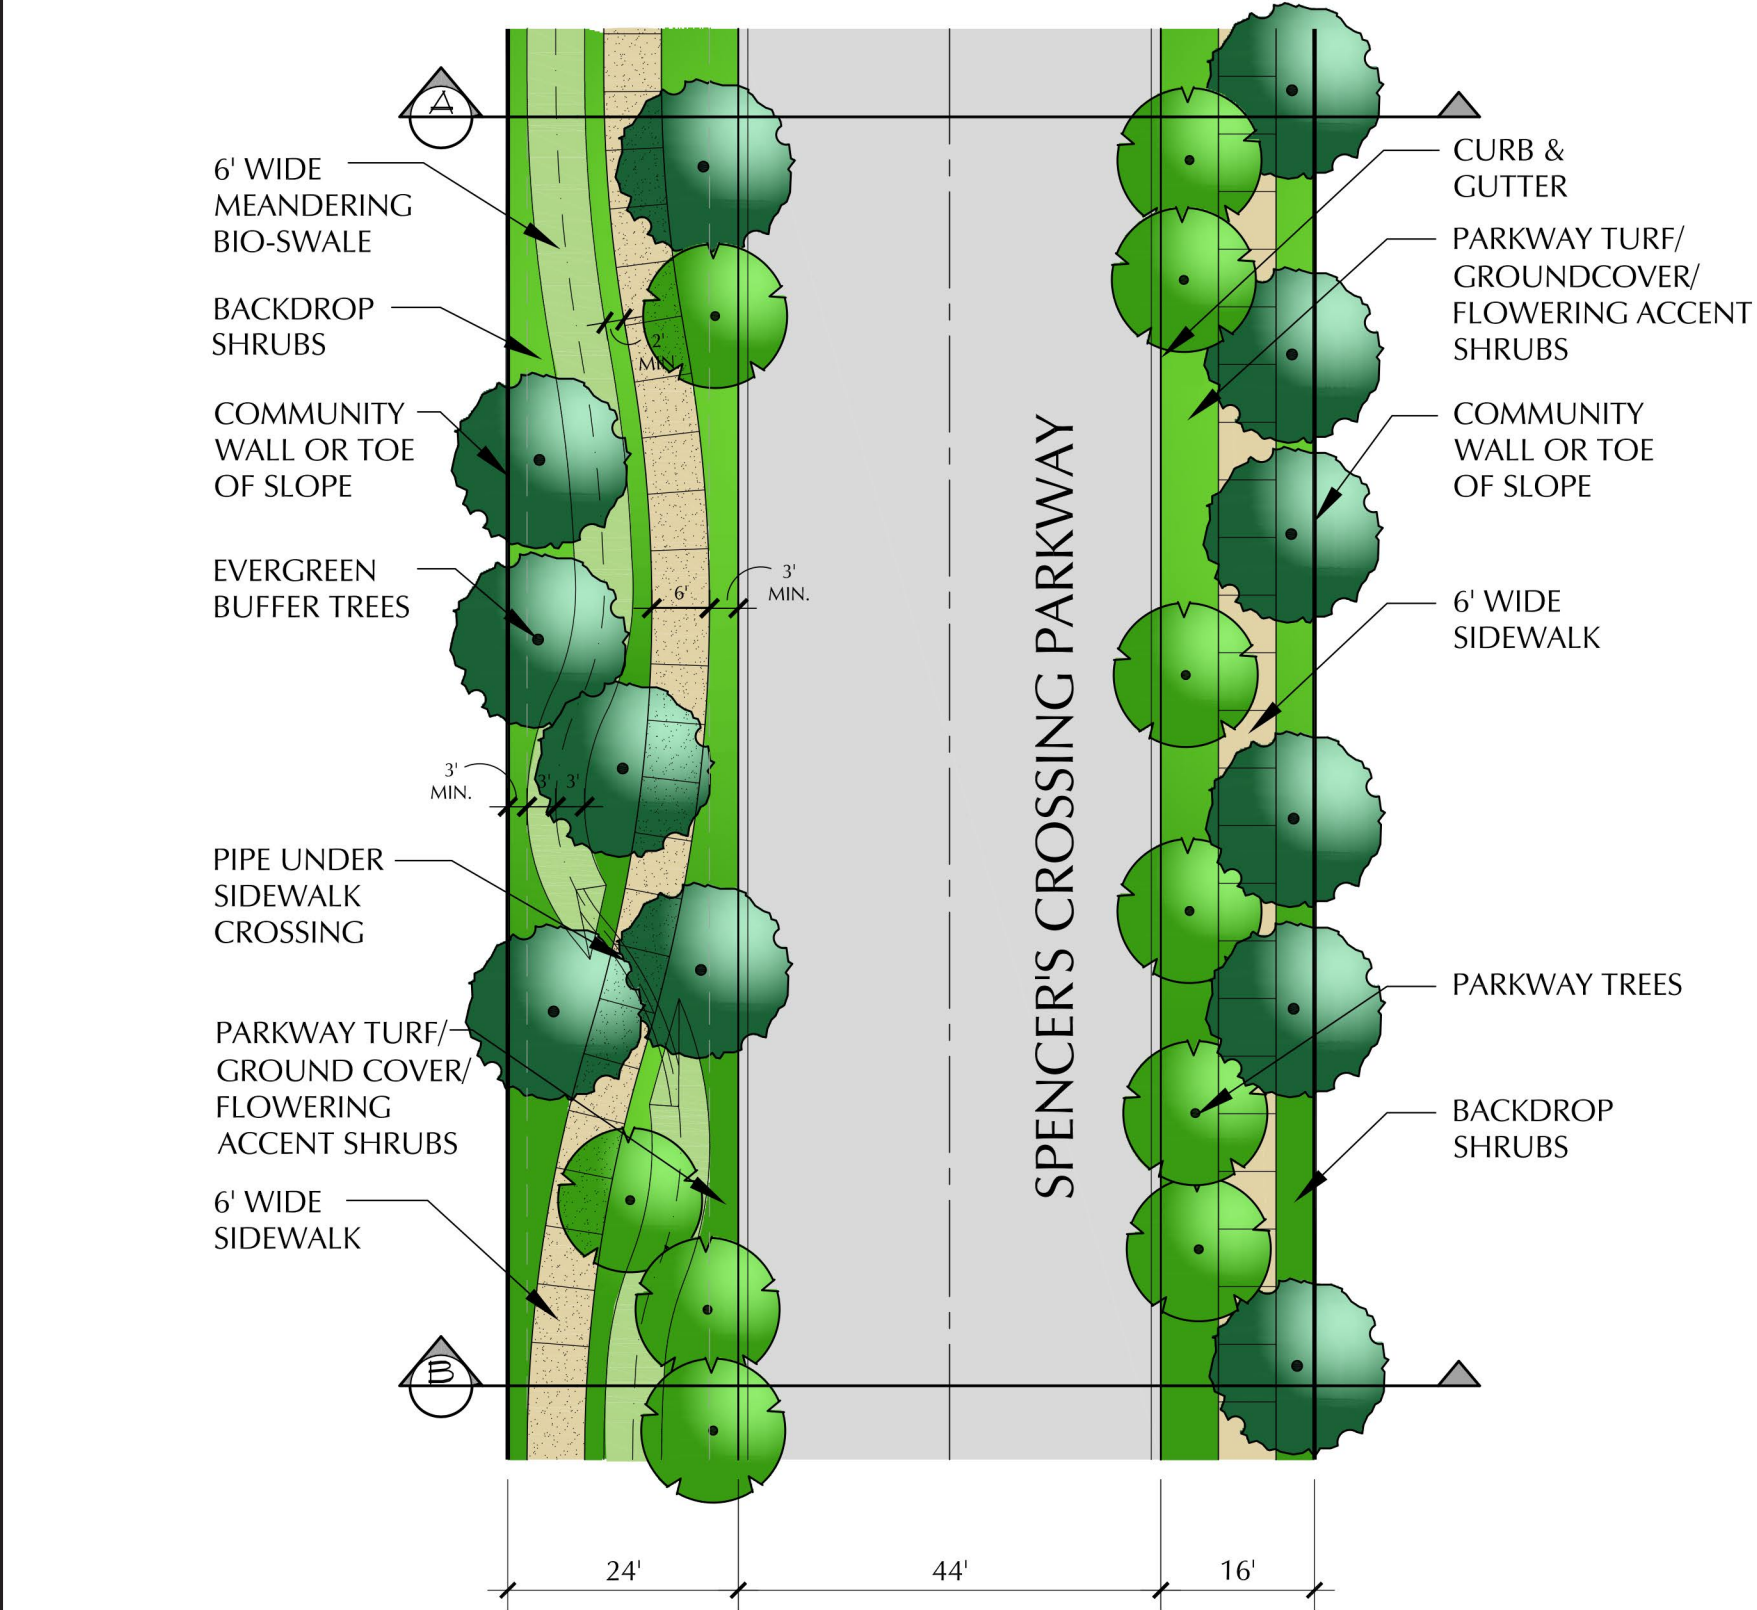 A
6' WIDE
MEANDERING
BIO-SWALE
BACKDROP
SHRUBS
2'
MIN.
COMMUNITY
WALL OR TOE
OF SLOPE
EVERGREEN
BUFFER TREES
6'
3'
MIN.
3'
MIN.
3'
3'
PIPE UNDER
SIDEWALK
CROSSING
PARKWAY TURF/
GROUND COVER/
FLOWERING
ACCENT SHRUBS
6' WIDE
SIDEWALK
B
SPENCER'S CROSSING PARKWAY
CURB &
GUTTER
PARKWAY TURF/
GROUNDCOVER/
FLOWERING ACCENT
SHRUBS
COMMUNITY
WALL OR TOE
OF SLOPE
6' WIDE
SIDEWALK
PARKWAY TREES
BACKDROP
SHRUBS
24'
44'
16'